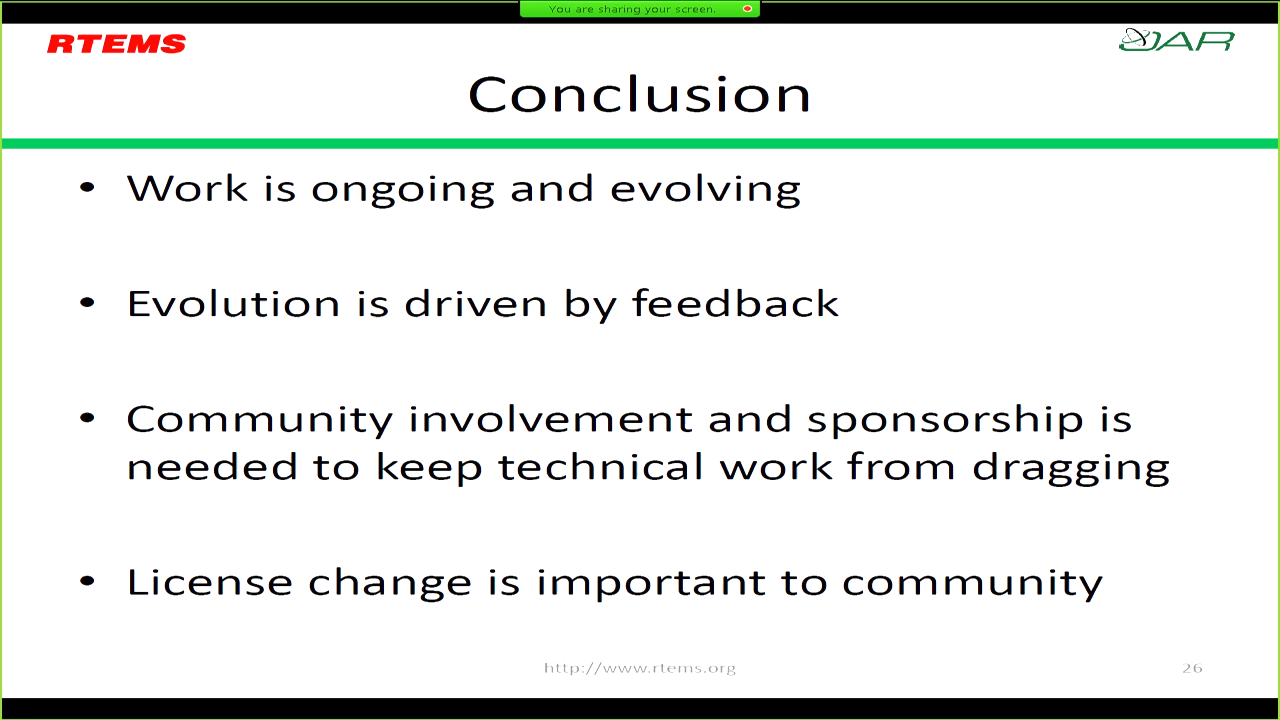 You are sharing your screen.
RTEMS
OAR
Conclusion
• Work is ongoing and evolving
• Evolution is driven by feedback
• Community involvement and sponsorship is
needed to keep technical work from dragging
• License change is important to community
http://www.rtems.org
26